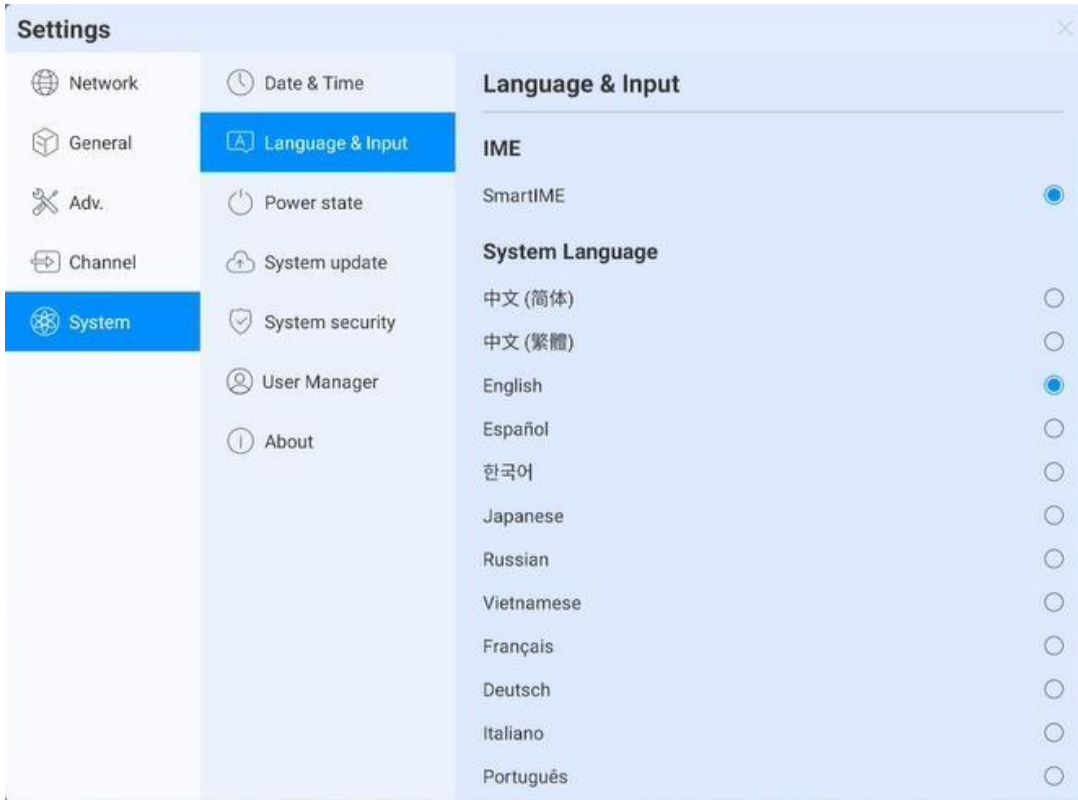 Settings
Network
General
Adv.
Channel
System
Date & Time
Language & Input
Power state
System update
System security
User Manager
About
Language & Input
IME
SmartIME
System Language
中文 (简体)
中文 (繁體)
English
Español
한국어
Japanese
Russian
Vietnamese
Français
Deutsch
Italiano
Português